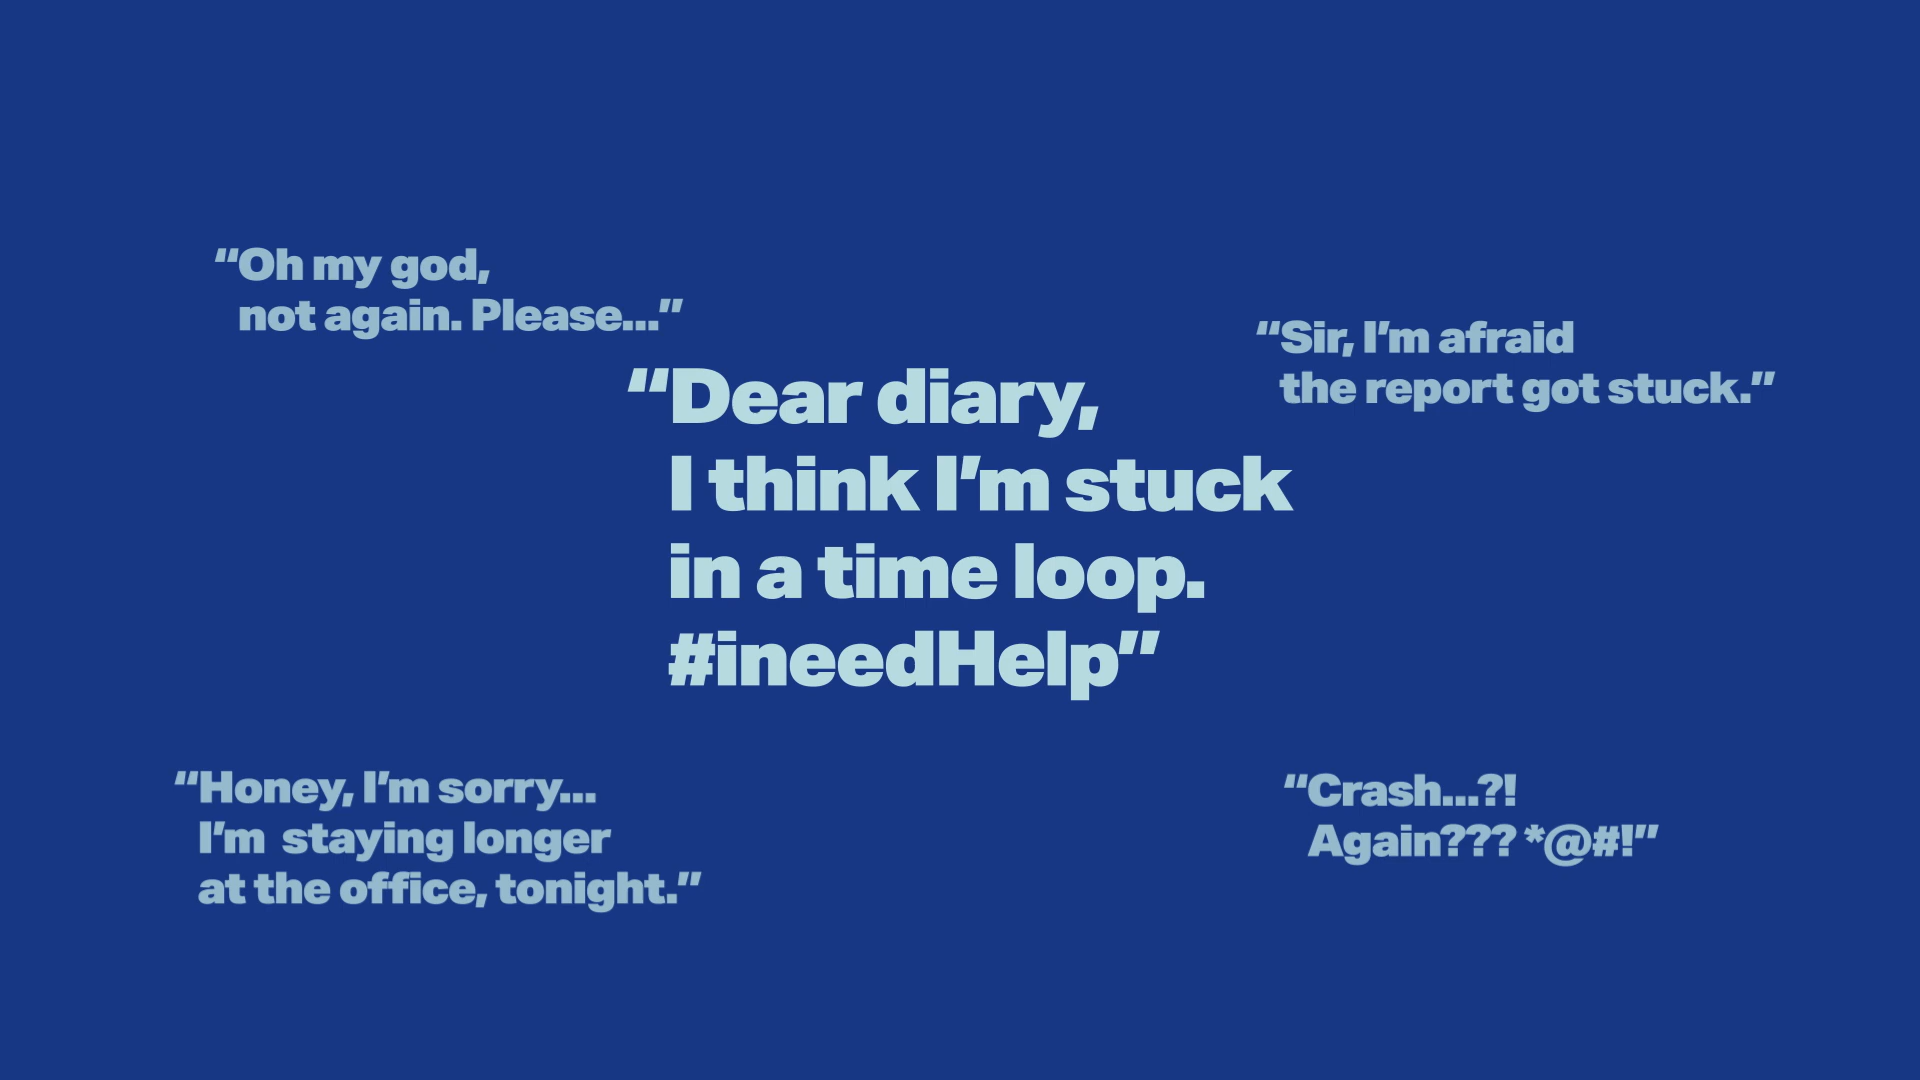 “Oh my god,
not again. Please...”
“Sir, I’m afraid
the report got stuck.”
“Dear diary,
I think I’m stuck
in a time loop.
#ineedHelp”
“Honey, I’m sorry...
I’m  staying longer
at the office, tonight.”
“Crash...?!
Again??? *@#!”